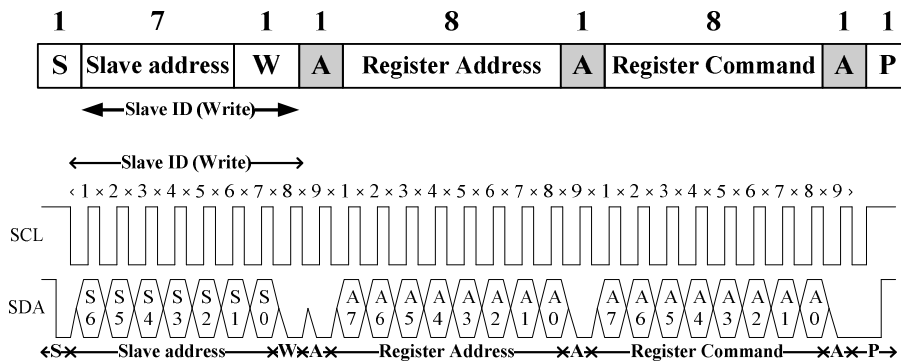 1 7 1 1 8 1 8 1 1
S Slave address W A Register Address A Register Command A P
Slave ID (Write)
Slave ID (Write)
‹ 1 × 2 × 3 × 4 × 5 × 6 × 7 × 8 × 9 × 1 × 2 × 3 × 4 × 5 × 6 × 7 × 8 × 9 × 1 × 2 × 3 × 4 × 5 × 6 × 7 × 8 × 9 ›
SCL
SDA S6 S5 S4 S3 S2 S1 S0 A7 A6 A5 A4 A3 A2 A1 A0 A7 A6 A5 A4 A3 A2 A1 A0
S Slave address W A Register Address A Register Command A P